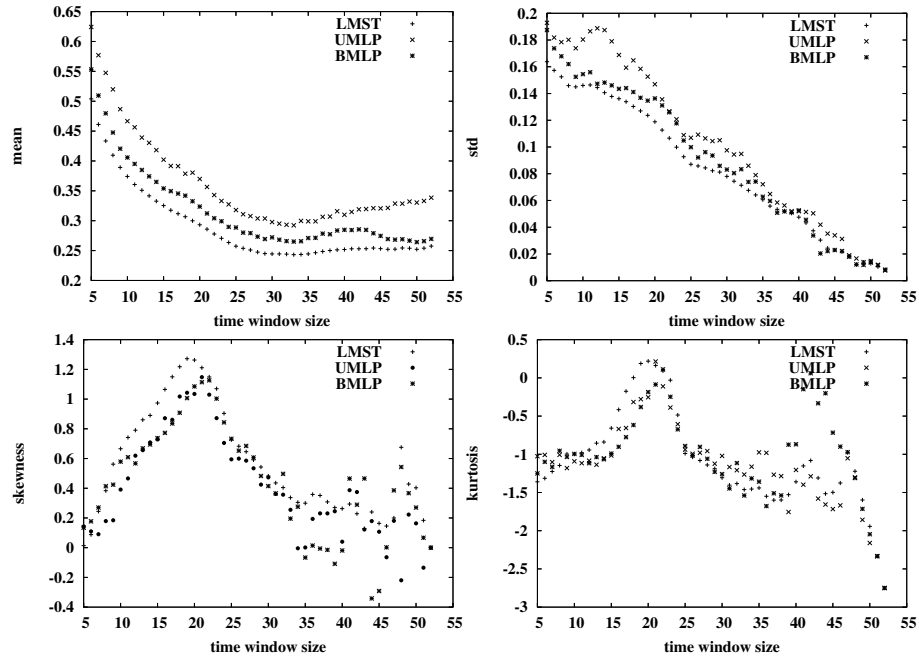 0.65
0.6
0.55
0.5
0.45
0.4
0.35
0.3
0.25
0.2
mean
LMST
UMLP
BMLP
5 10 15 20 25 30 35 40 45 50 55
time window size
0.2
0.18
0.16
0.14
0.12
0.1
0.08
0.06
0.04
0.02
0
std
LMST
UMLP
BMLP
5 10 15 20 25 30 35 40 45 50 55
time window size
1.4
1.2
1
0.8
0.6
0.4
0.2
0
-0.2
-0.4
skewness
LMST
UMLP
BMLP
5 10 15 20 25 30 35 40 45 50 55
time window size
0.5
0
-0.5
-1
-1.5
-2
-2.5
-3
kurtosis
LMST
UMLP
BMLP
5 10 15 20 25 30 35 40 45 50 55
time window size